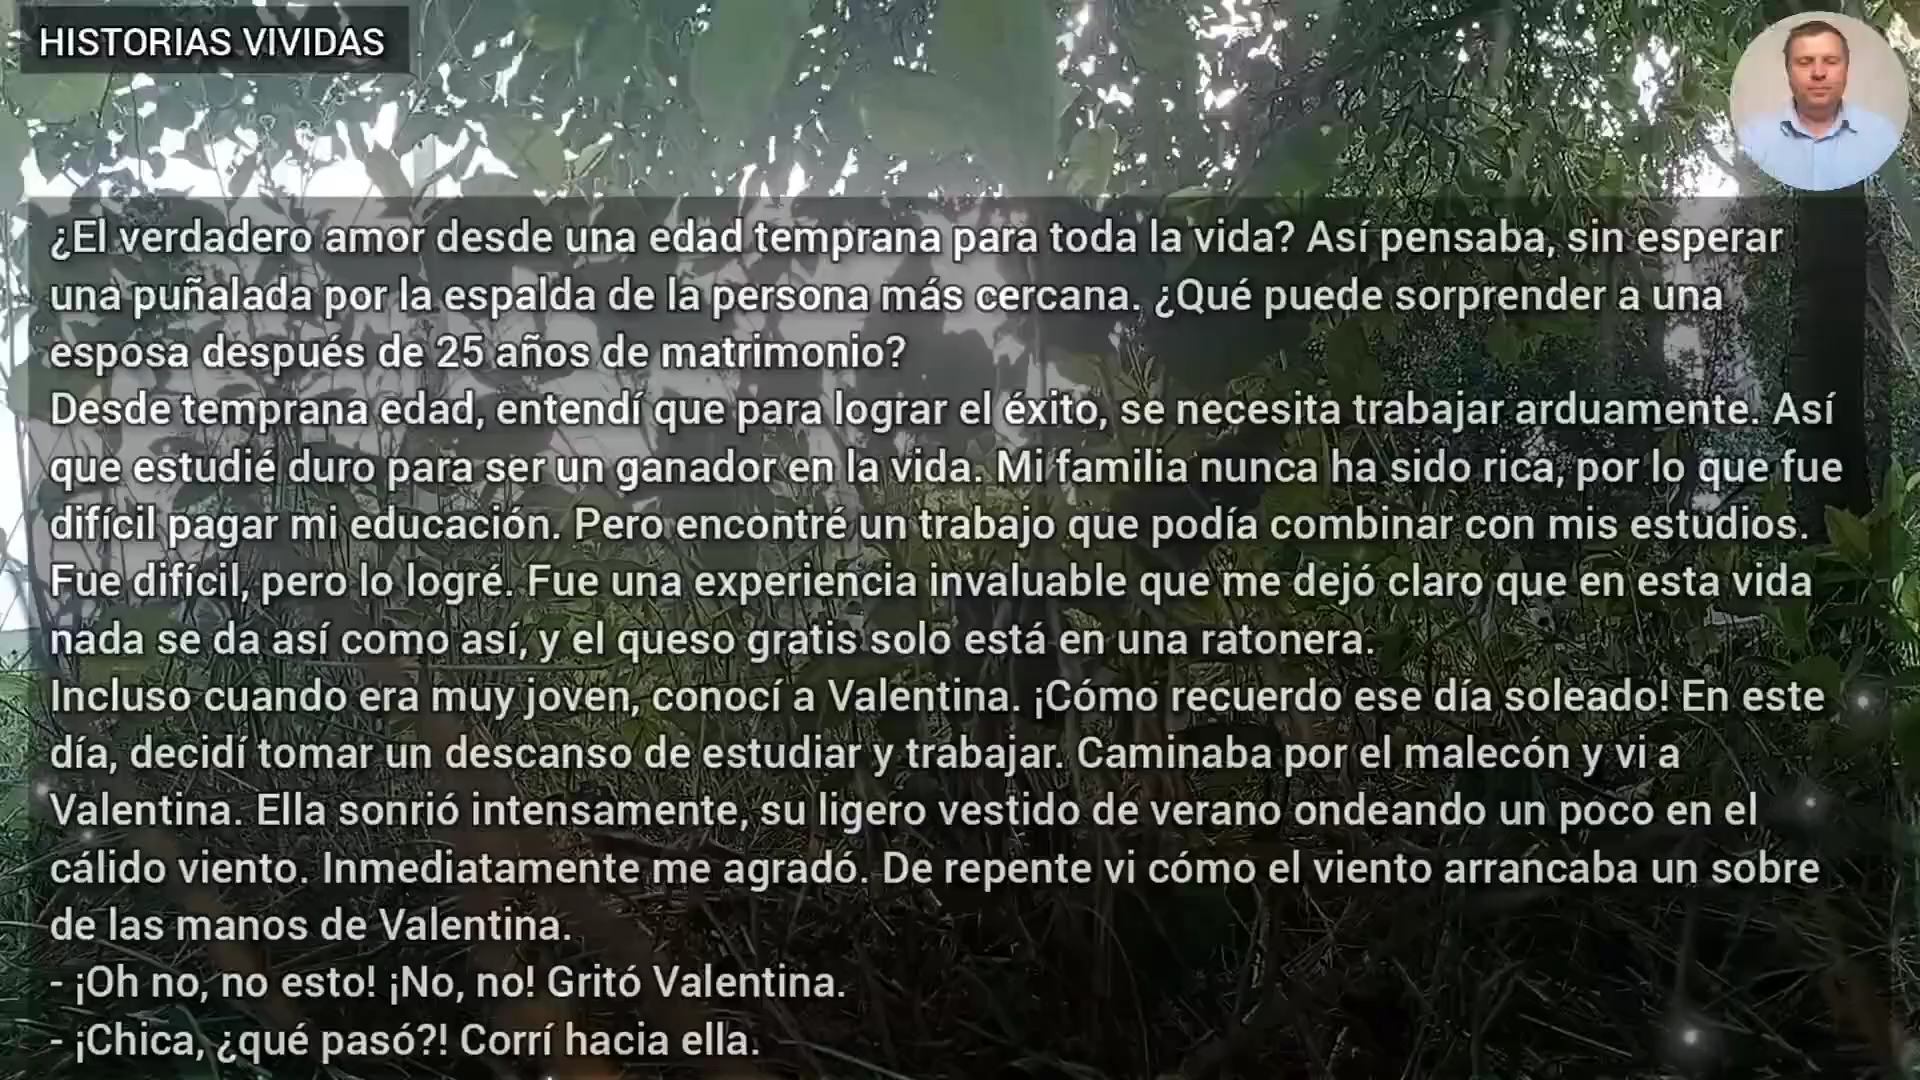 HISTORIAS VIVIDAS
¿El verdadero amor desde una edad temprana para toda la vida? Así pensaba, sin esperar
una puñalada por la espalda de la persona más cercana. ¿Qué puede sorprender a una
esposa después de 25 años de matrimonio?
Desde temprana edad, entendí que para lograr el éxito, se necesita trabajar arduamente. Así
que estudié duro para ser un ganador en la vida. Mi familia nunca ha sido rica, por lo que fue
difícil pagar mi educación. Pero encontré un trabajo que podía combinar con mis estudios.
Fue difícil, pero lo logré. Fue una experiencia invaluable que me dejó claro que en esta vida
nada se da así como así, y el queso gratis solo está en una ratonera.
Incluso cuando era muy joven, conocí a Valentina. ¡Cómo recuerdo ese día soleado! En este
día, decidí tomar un descanso de estudiar y trabajar. Caminaba por el malecón y vi a
Valentina. Ella sonrió intensamente, su ligero vestido de verano ondeando un poco en el
cálido viento. Inmediatamente me agradó. De repente vi cómo el viento arrancaba un sobre
de las manos de Valentina.
- ¡Oh no, no esto! ¡No, no! Gritó Valentina.
- ¡Chica, ¿qué pasó?! Corrí hacia ella.